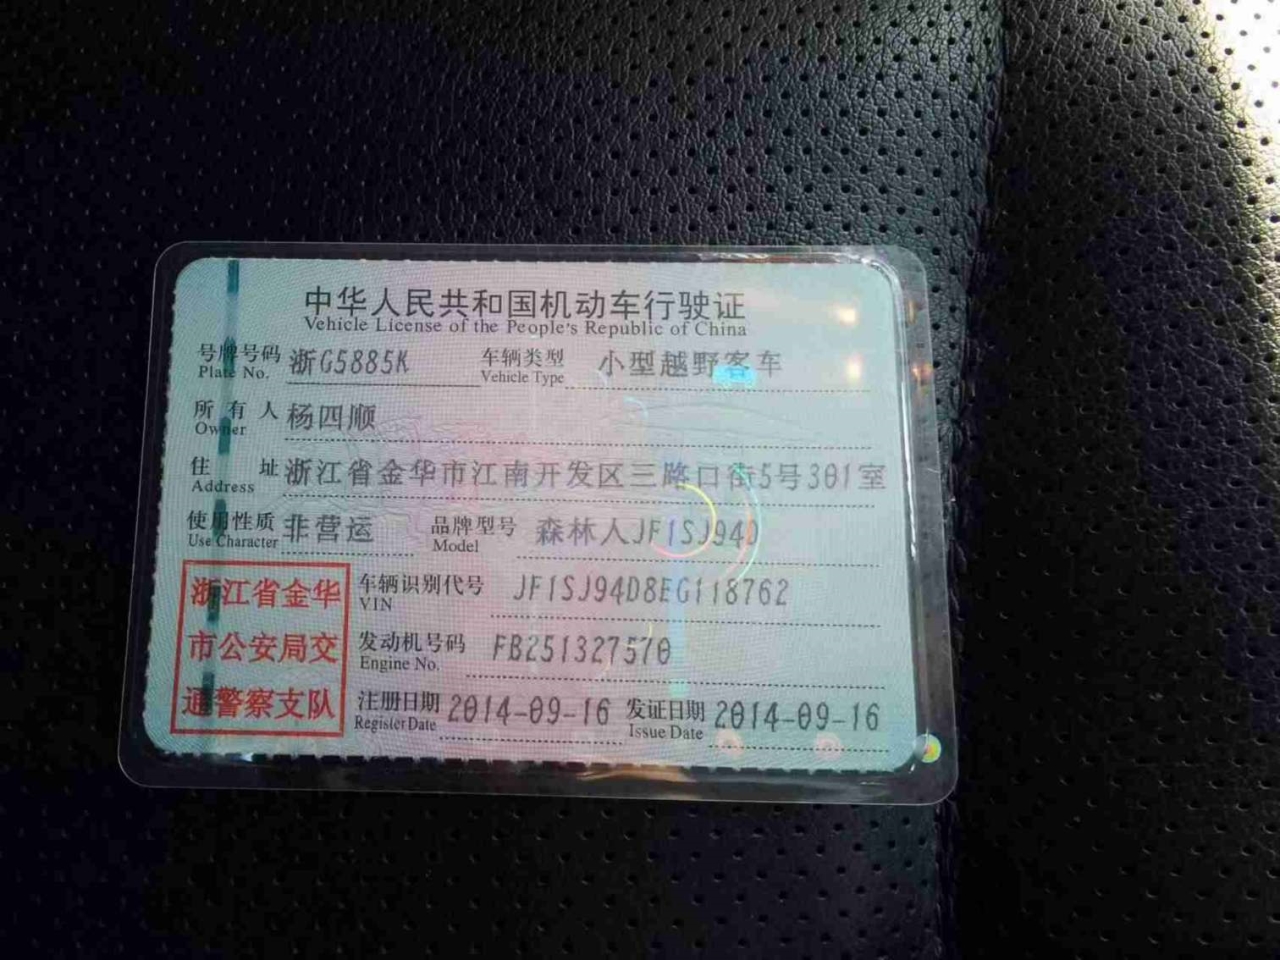 中华人民共和国机动车行驶证
Vehicle License of the People's Republic of China
号牌号码 浙G5885K 车辆类型 小型越野客车
Plate No. Vehicle Type
所有人 杨四顺
Owner
住址 浙江省金华市江南开发区三路口街5号301室
Address
使用性质 非营运 品牌型号 森林人JF1SJ94D
Use Character Model
浙江省金华
市公安局交
通警察支队
车辆识别代号 JF1SJ94D8EG118762
VIN
发动机号码 FB251327570
Engine No.
注册日期 2014-09-16 发证日期 2014-09-16
Register Date Issue Date